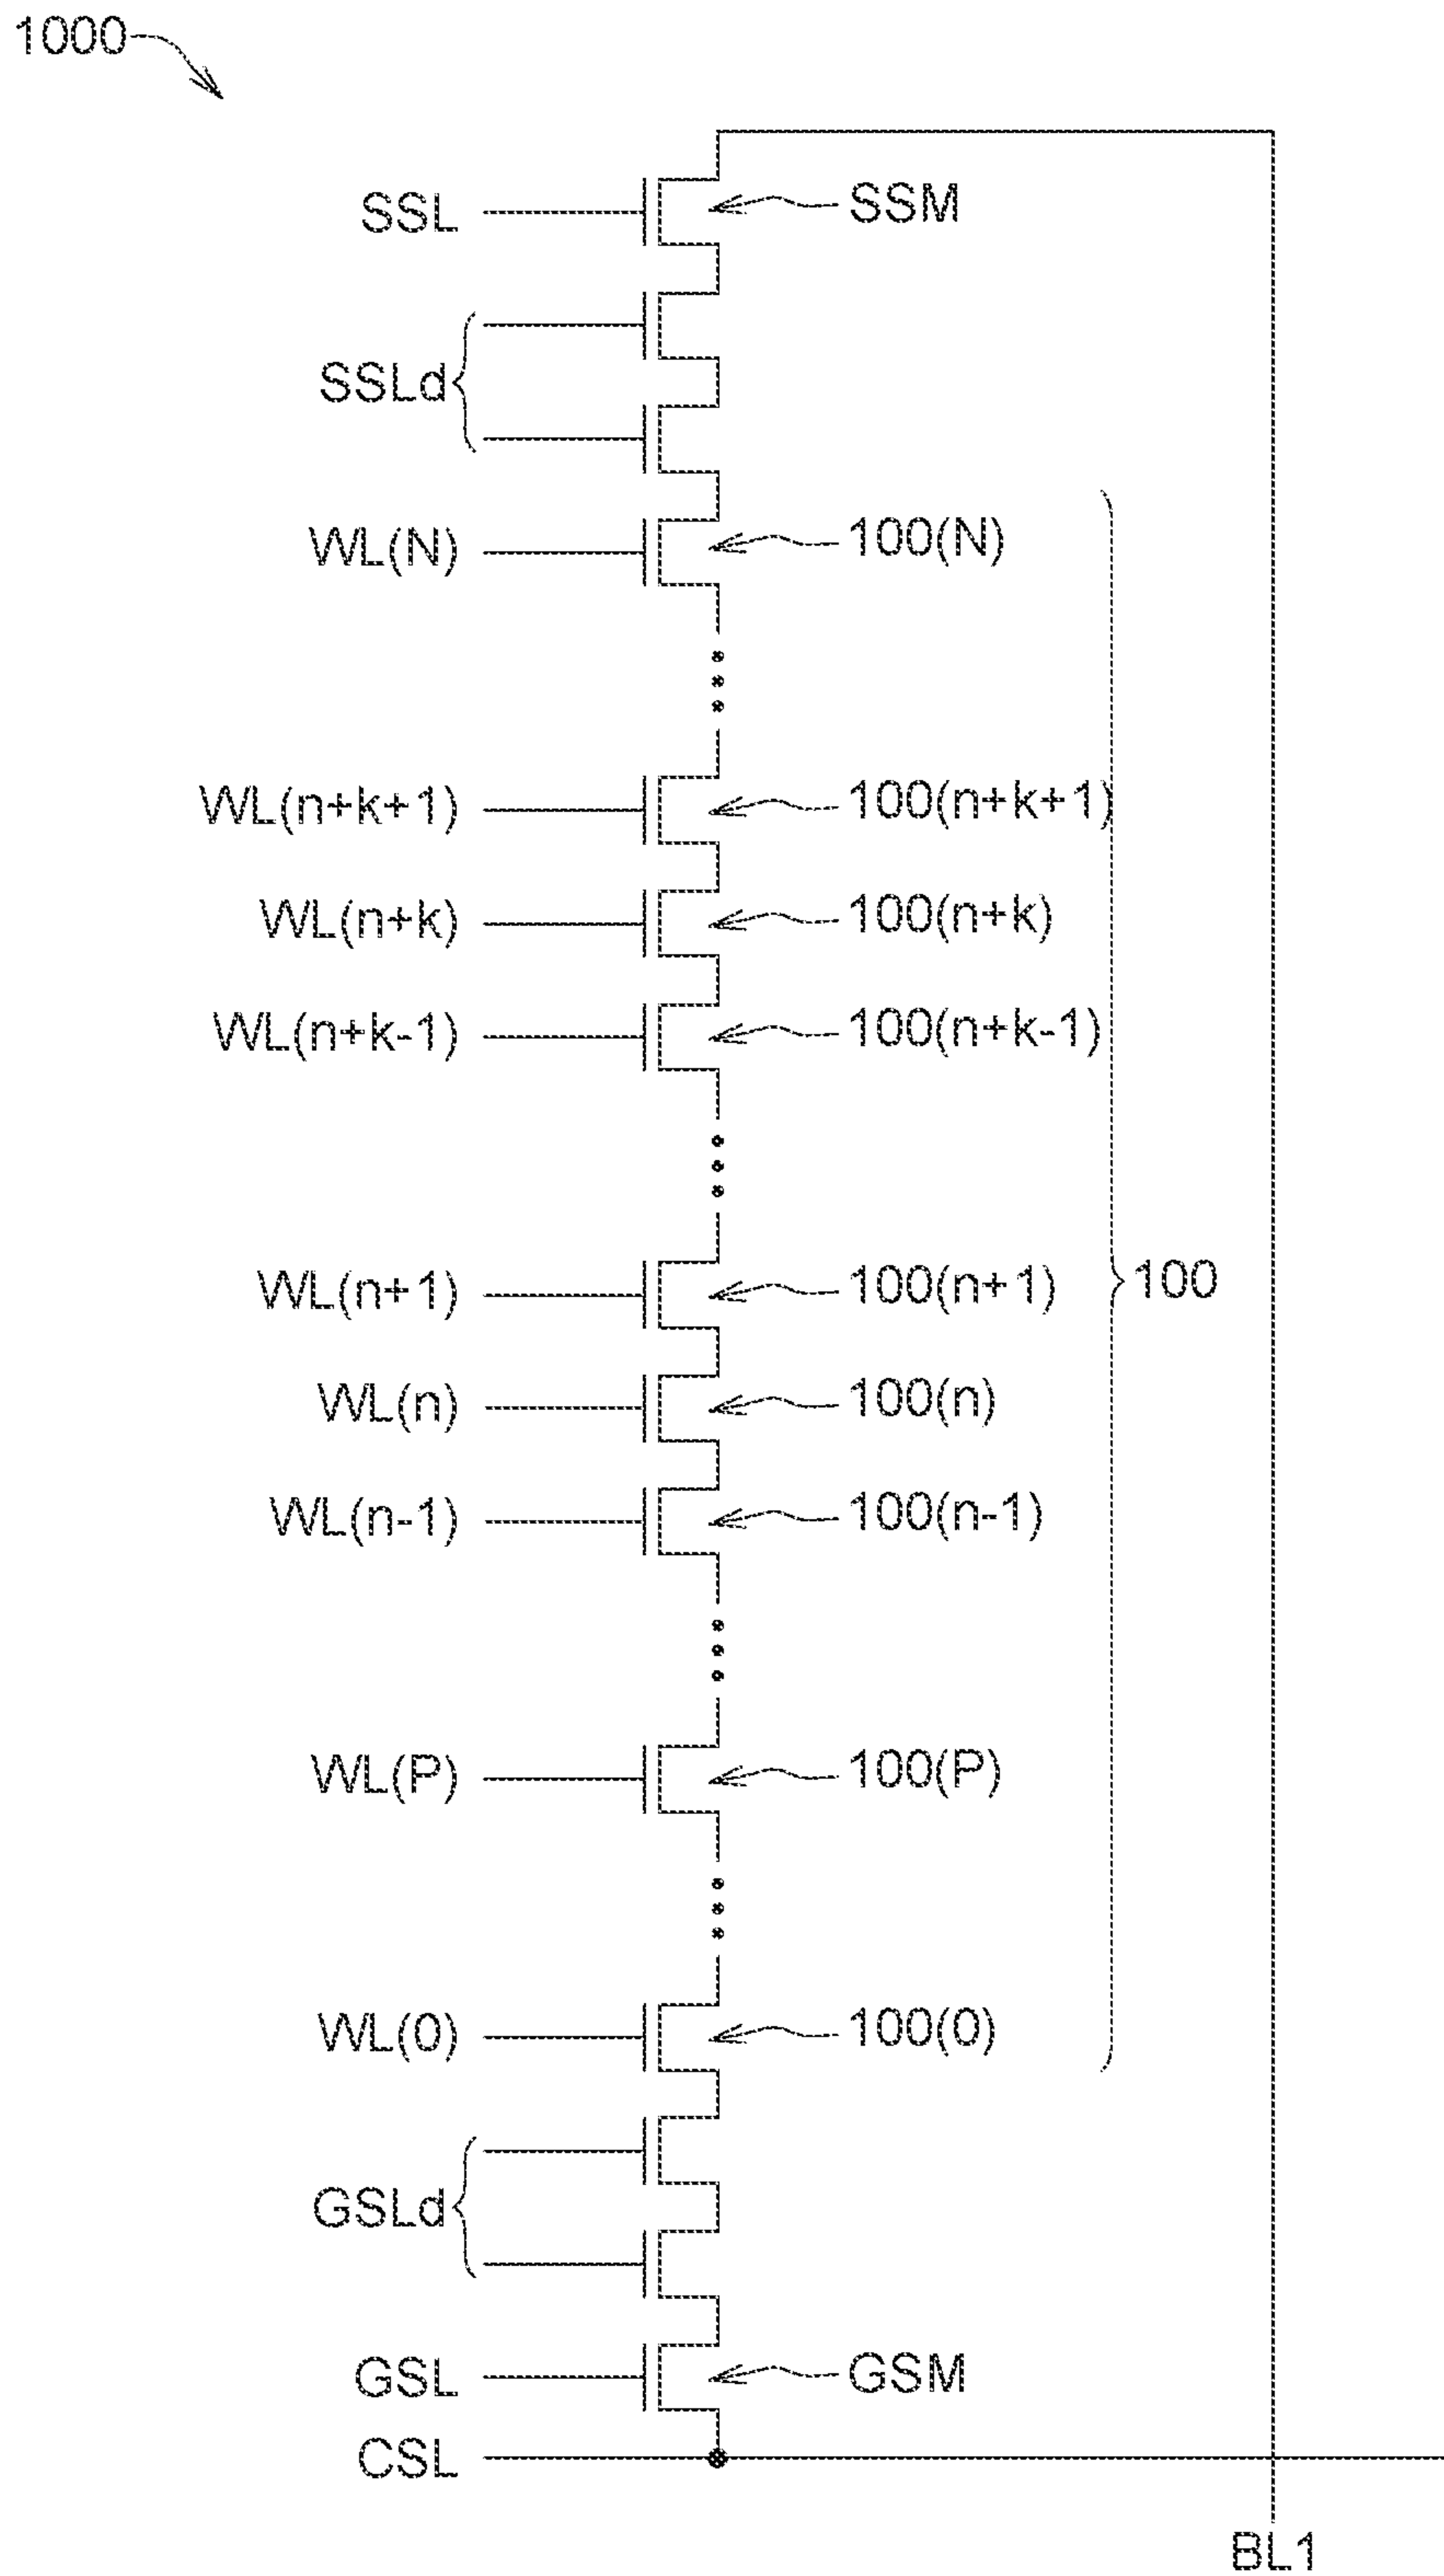 1000
SSL SSM
SSLd
WL(N) 100(N)
WL(n+k+1) 100(n+k+1)
WL(n+k) 100(n+k)
WL(n+k-1) 100(n+k-1)
WL(n+1) 100(n+1)
100
WL(n) 100(n)
WL(n-1) 100(n-1)
WL(P) 100(P)
WL(0) 100(0)
GSLd
GSL GSM
CSL
BL1